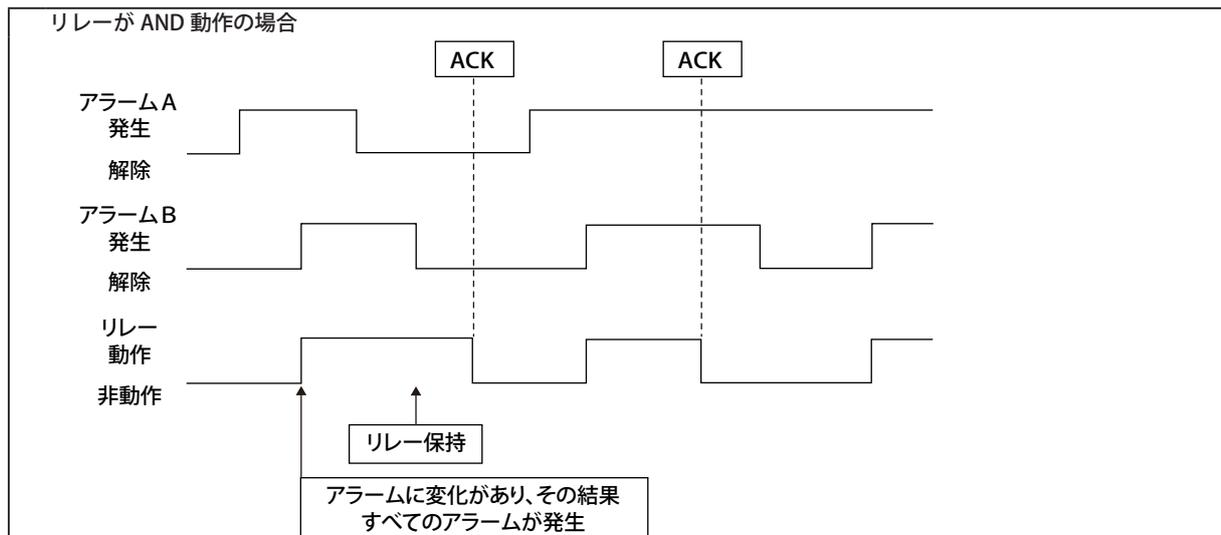 リレーが AND 動作の場合
ACK
ACK
アラーム A
発生
解除
アラーム B
発生
解除
リレー
動作
非動作
リレー保持
アラームに変化があり、その結果
すべてのアラームが発生